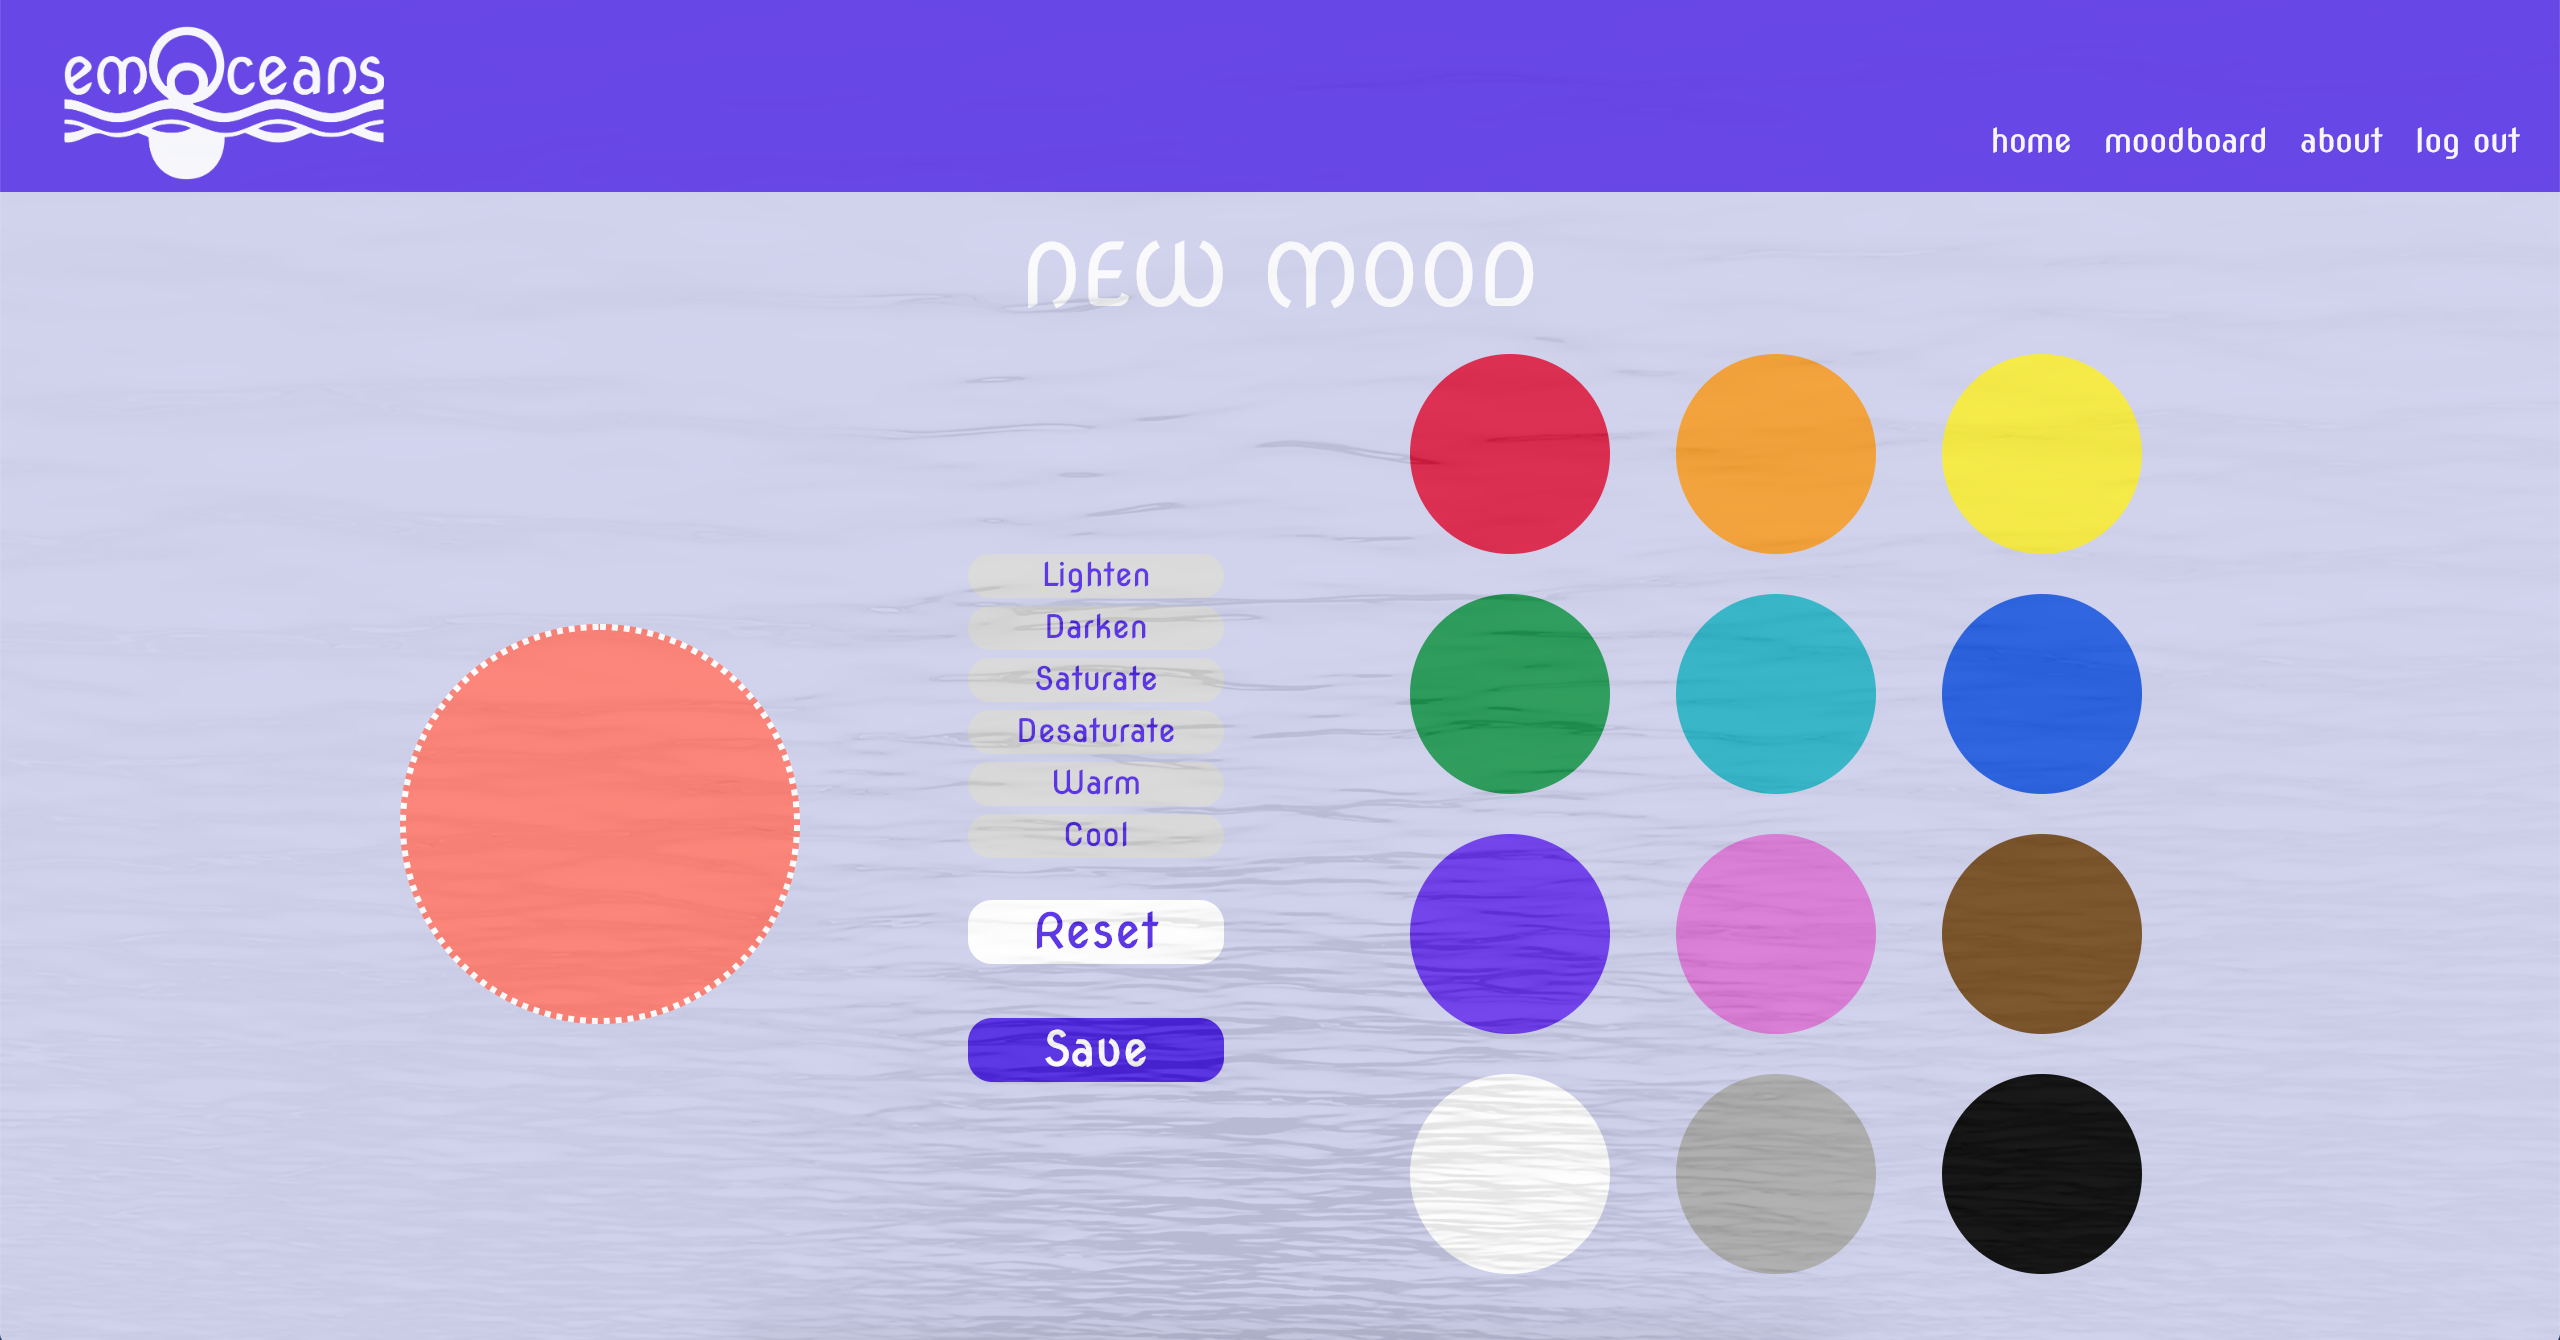 emOceans
home moodboard about log out
NEW MOOD
Lighten
Darken
Saturate
Desaturate
Warm
Cool
Reset
Save